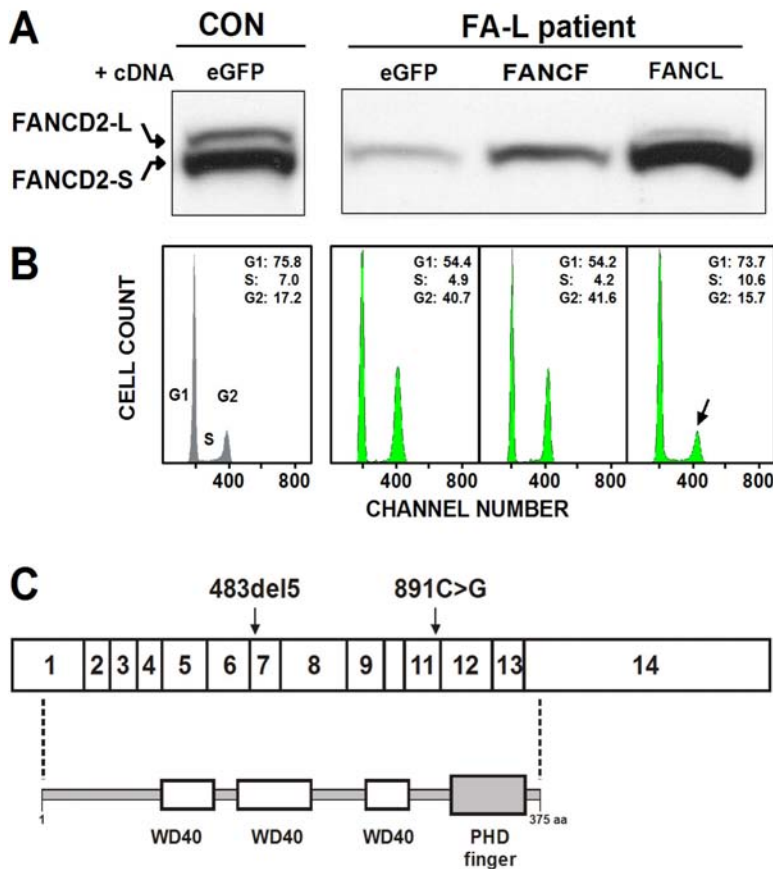 A
CON
FA-L patient
+ cDNA eGFP eGFP FANCF FANCL
FANCD2-L
FANCD2-S
B
CELL COUNT
G1: 75.8
S: 7.0
G2: 17.2
G1 G2
S
G1: 54.4
S: 4.9
G2: 40.7
G1: 54.2
S: 4.2
G2: 41.6
G1: 73.7
S: 10.6
G2: 15.7
400 800 400 800 400 800 400 800
CHANNEL NUMBER
C
483del5 891C>G
1 2 3 4 5 6 7 8 9 11 12 13 14
1 375 aa
WD40 WD40 WD40 PHD
finger